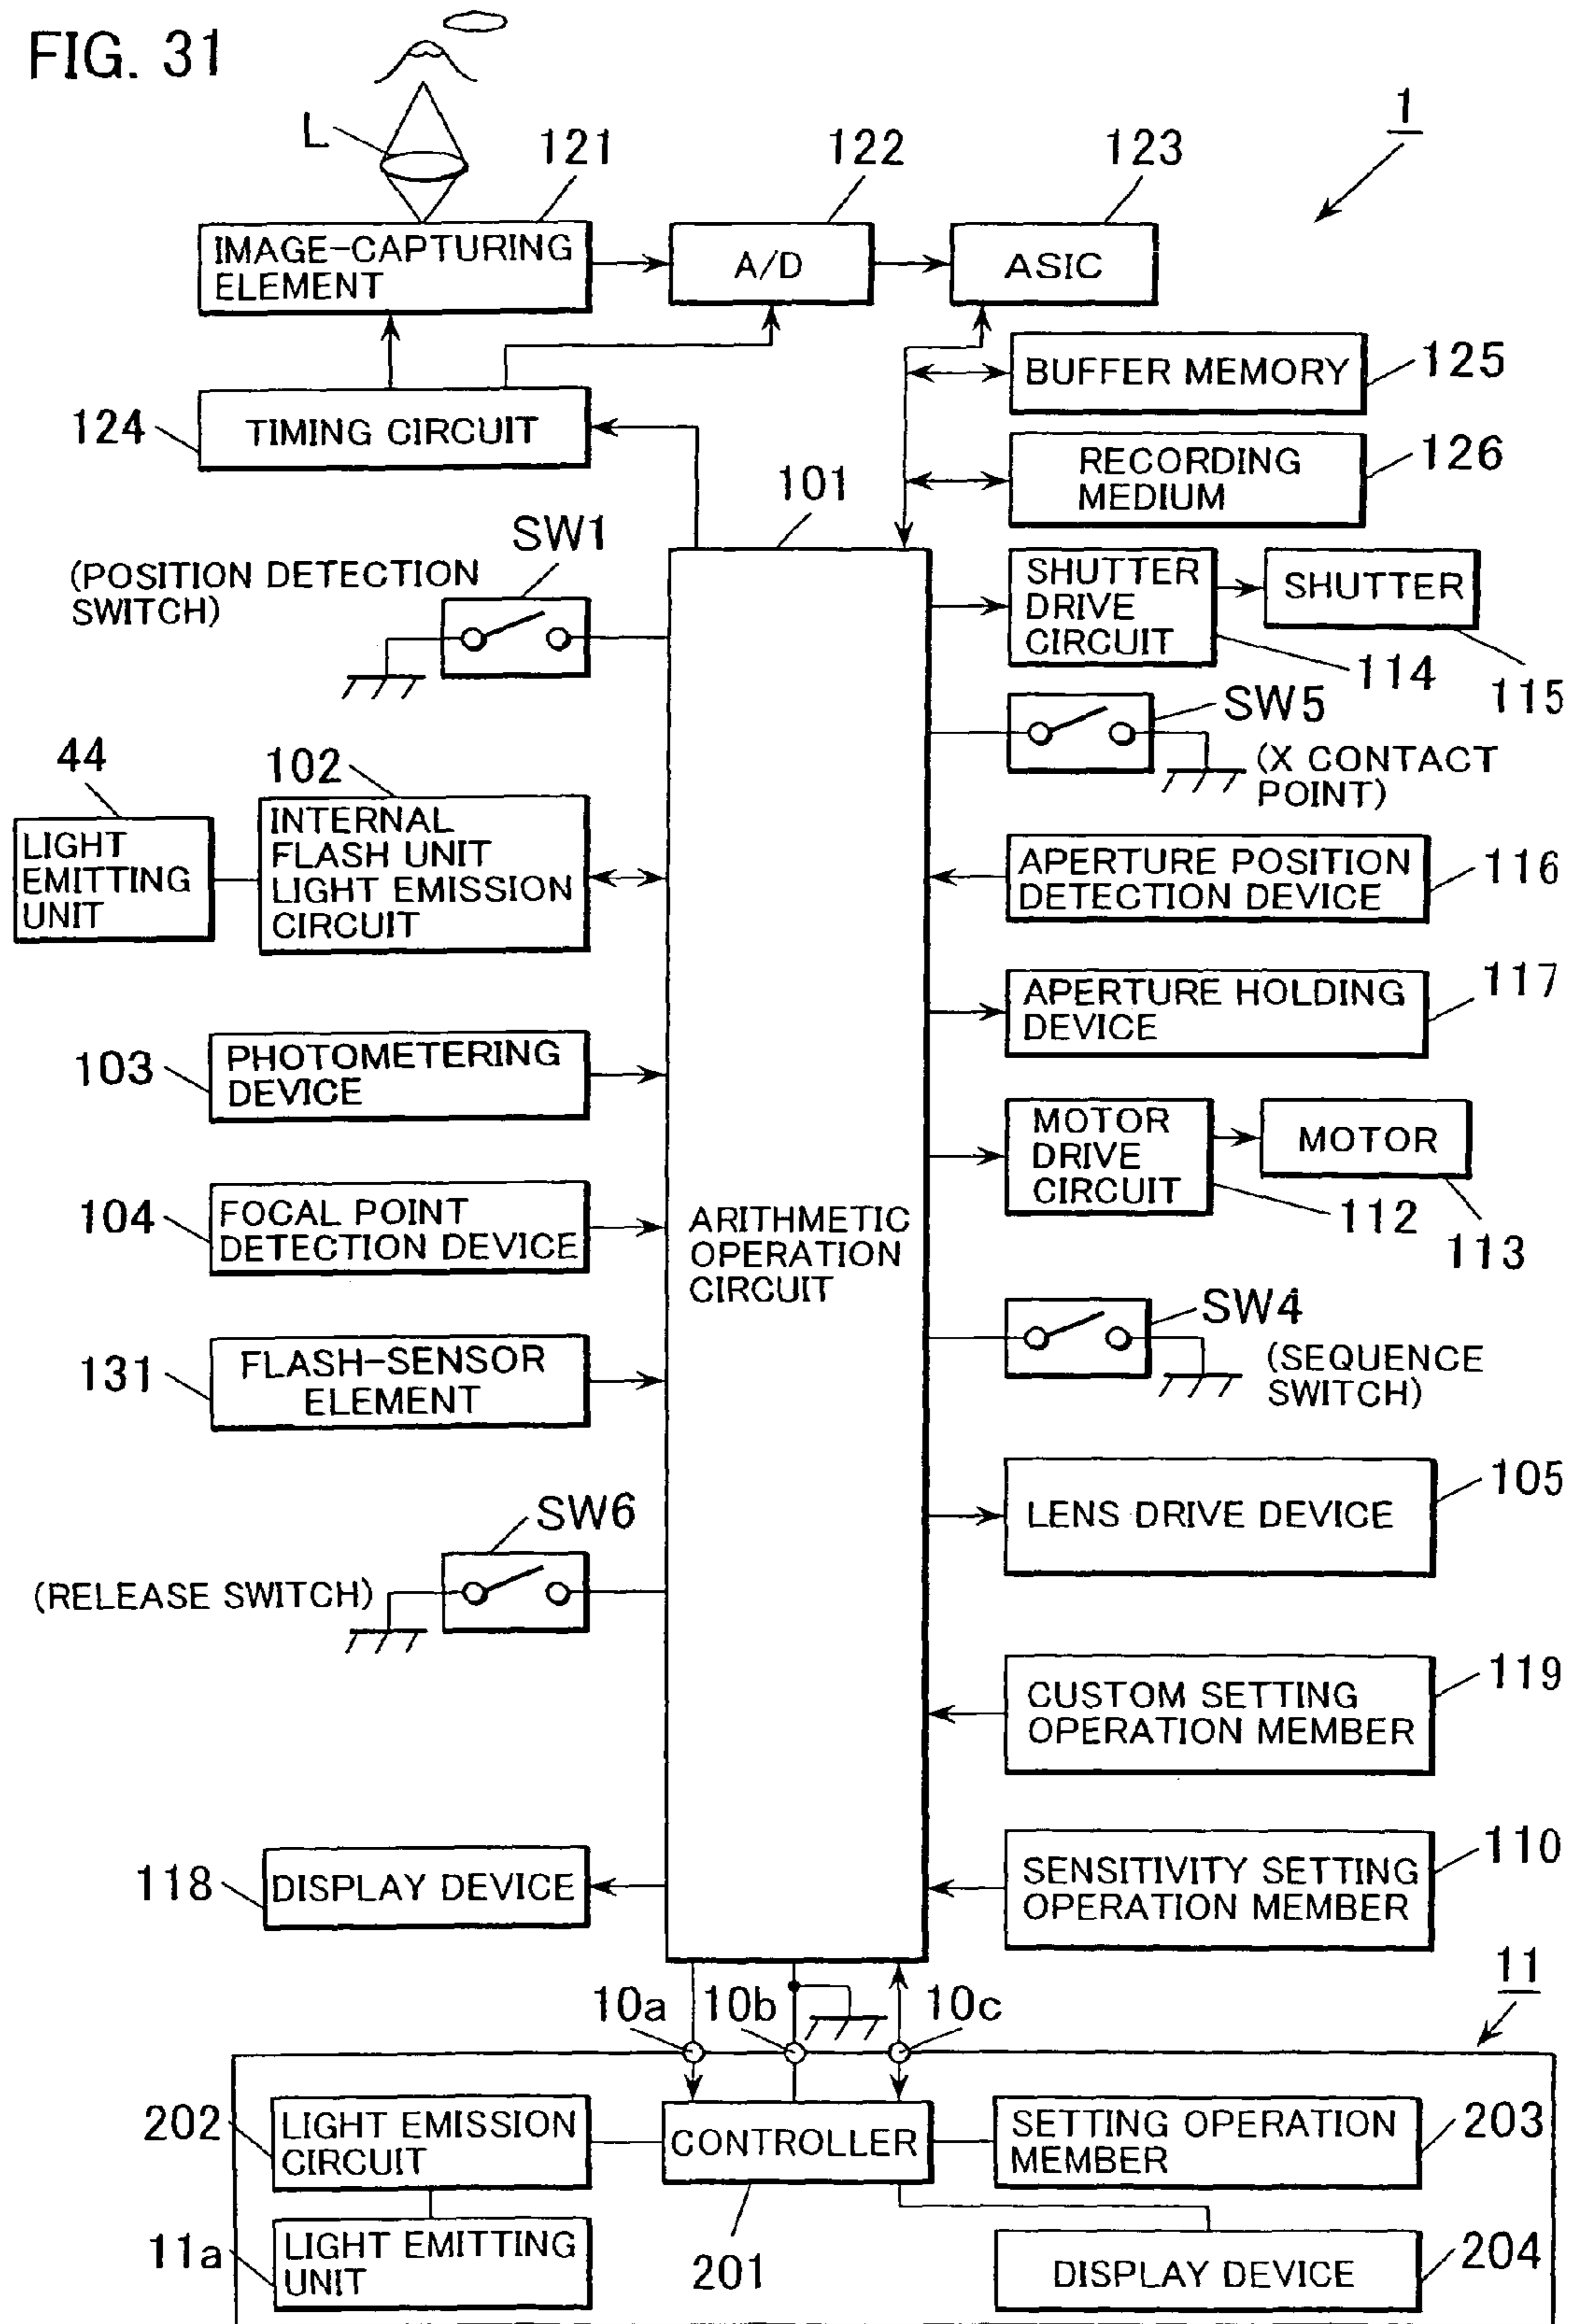 FIG. 31
1
L
121
122
123
IMAGE-CAPTURING
ELEMENT
A/D
ASIC
BUFFER MEMORY
125
124
TIMING CIRCUIT
RECORDING
MEDIUM
126
101
SW1
(POSITION DETECTION
SWITCH)
SHUTTER
DRIVE
CIRCUIT
SHUTTER
114
115
SW5
(X CONTACT
POINT)
44
102
LIGHT
EMITTING
UNIT
INTERNAL
FLASH UNIT
LIGHT EMISSION
CIRCUIT
APERTURE POSITION
DETECTION DEVICE
116
APERTURE HOLDING
DEVICE
117
103
PHOTOMETERING
DEVICE
MOTOR
DRIVE
CIRCUIT
MOTOR
112
113
104
FOCAL POINT
DETECTION DEVICE
ARITHMETIC
OPERATION
CIRCUIT
SW4
(SEQUENCE
SWITCH)
131
FLASH-SENSOR
ELEMENT
LENS DRIVE DEVICE
105
SW6
(RELEASE SWITCH)
CUSTOM SETTING
OPERATION MEMBER
119
118
DISPLAY DEVICE
SENSITIVITY SETTING
OPERATION MEMBER
110
11
10a
10b
10c
202
LIGHT EMISSION
CIRCUIT
CONTROLLER
SETTING OPERATION
MEMBER
203
11a
LIGHT EMITTING
UNIT
201
DISPLAY DEVICE
204